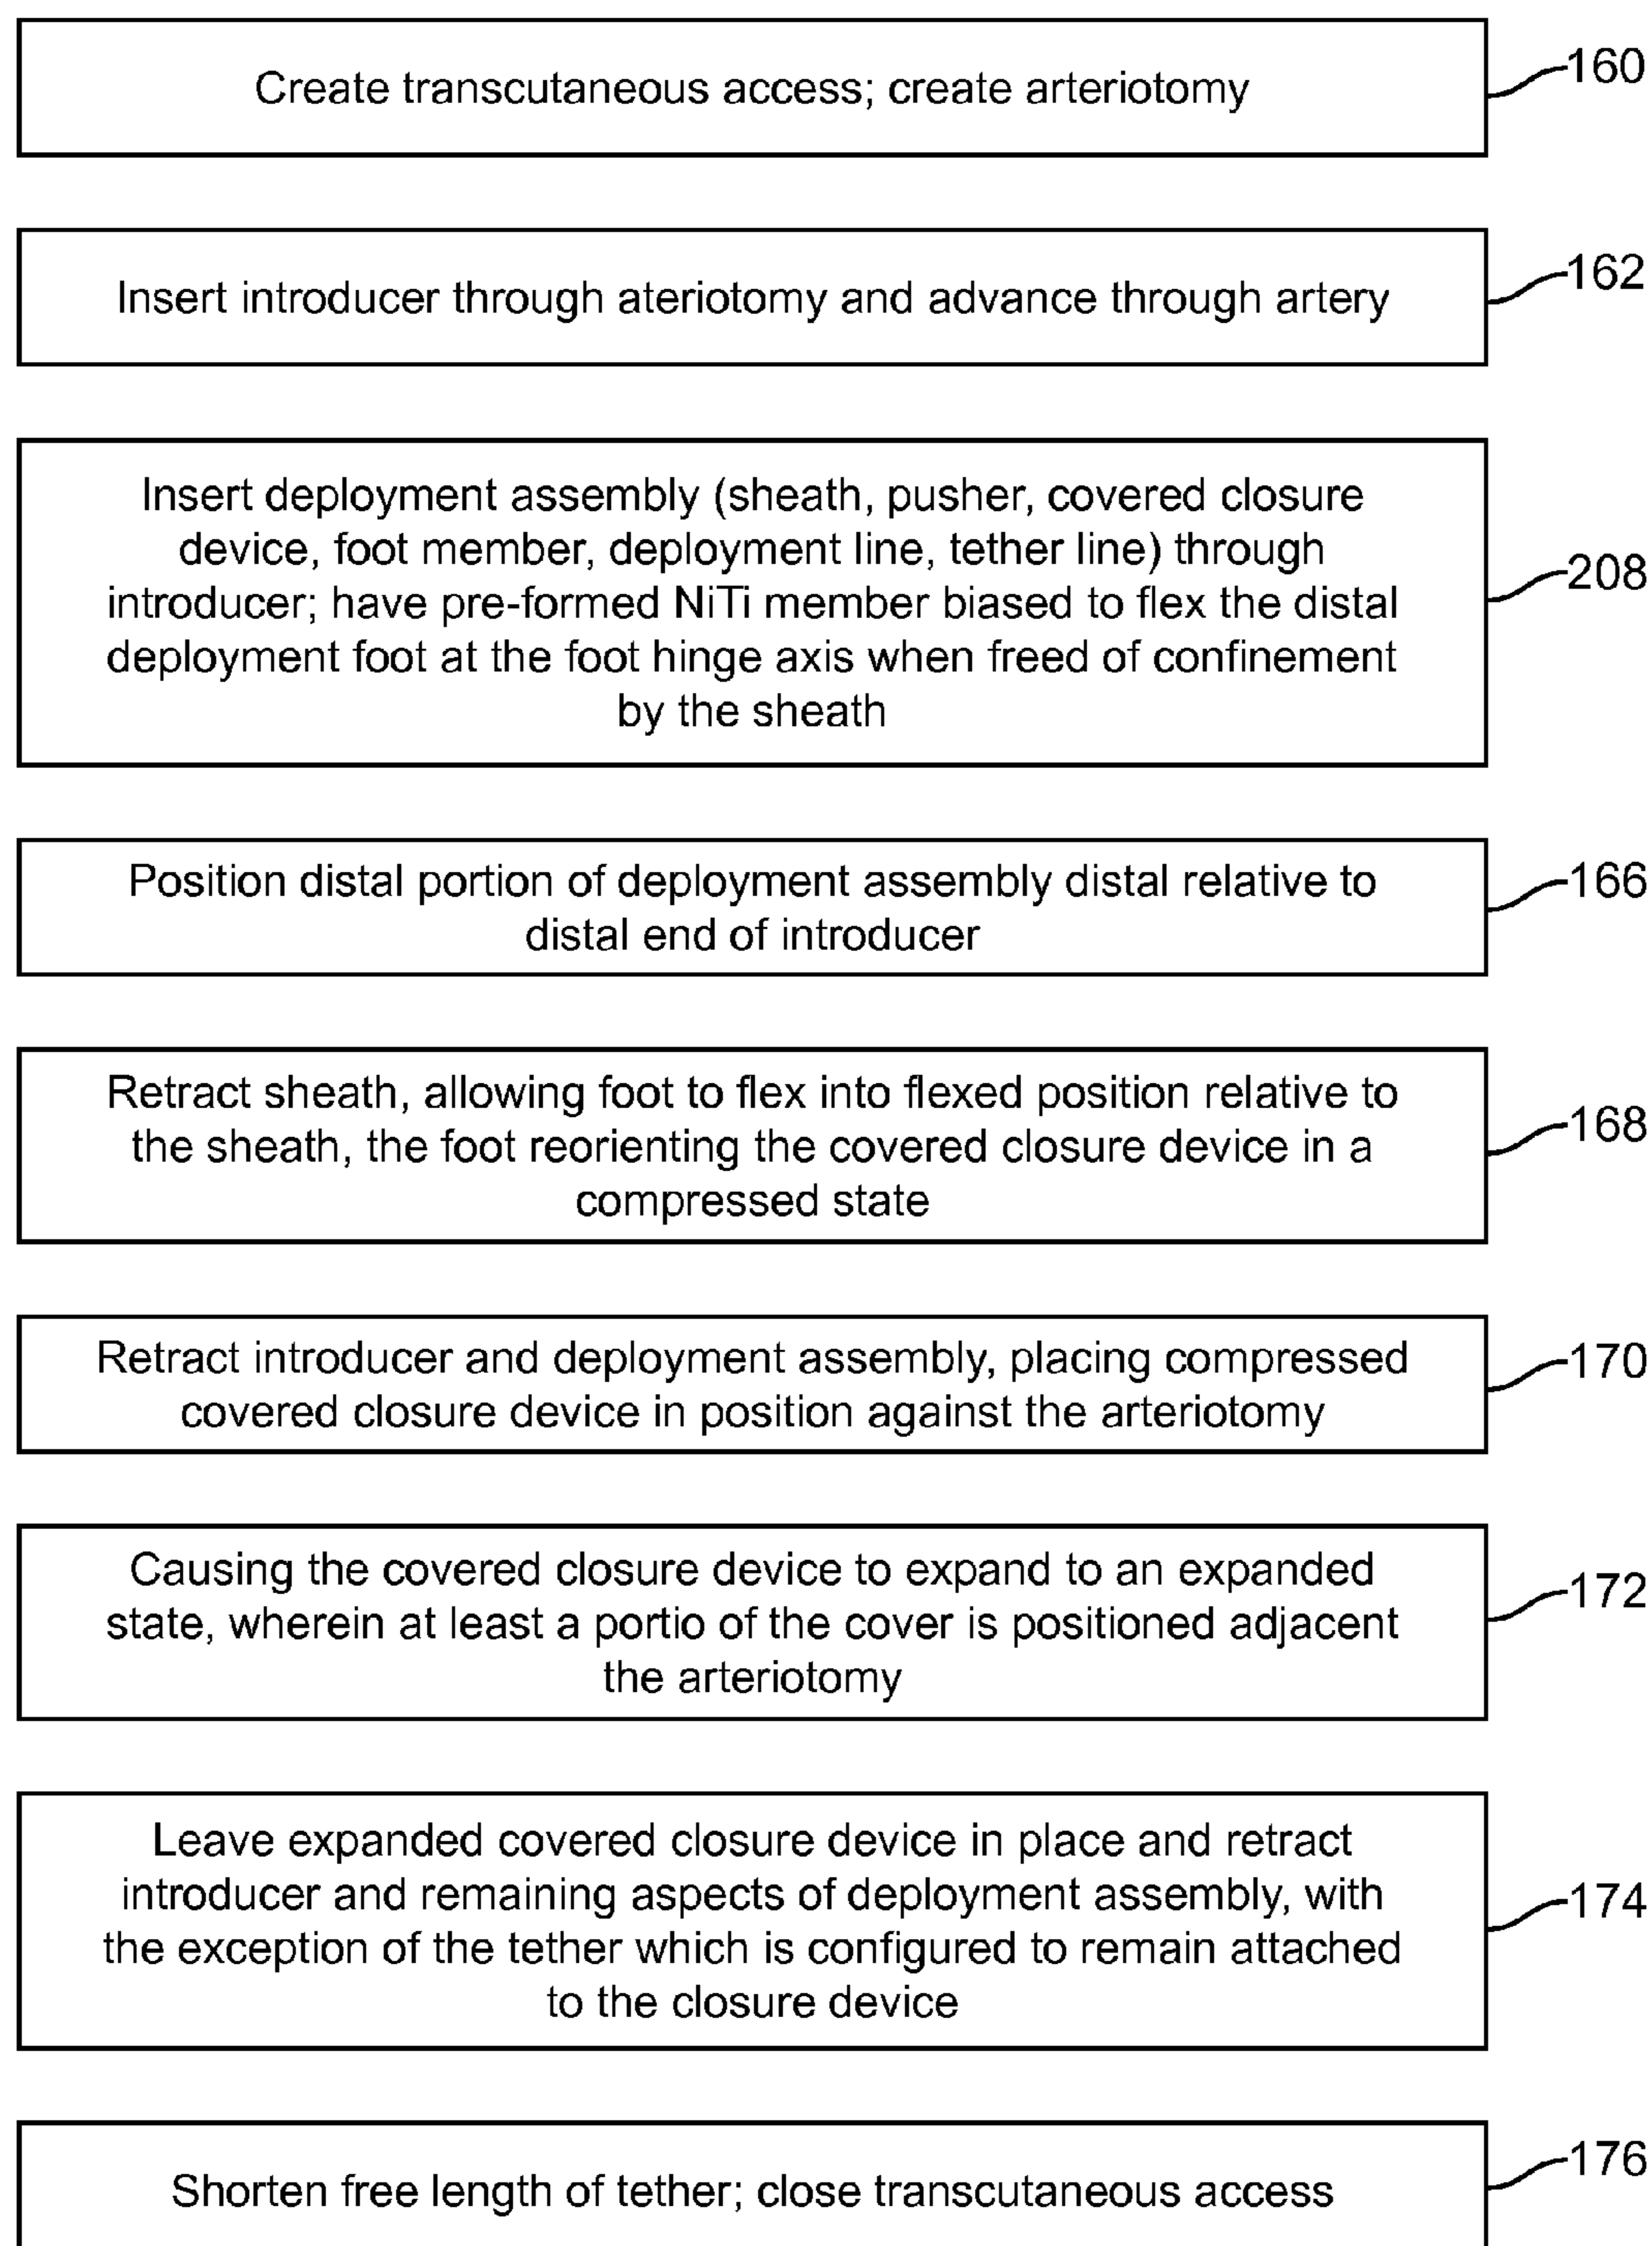 Create transcutaneous access; create arteriotomy
160
Insert introducer through ateriotomy and advance through artery
162
Insert deployment assembly (sheath, pusher, covered closure
device, foot member, deployment line, tether line) through
introducer; have pre-formed NiTi member biased to flex the distal
deployment foot at the foot hinge axis when freed of confinement
by the sheath
208
Position distal portion of deployment assembly distal relative to
distal end of introducer
166
Retract sheath, allowing foot to flex into flexed position relative to
the sheath, the foot reorienting the covered closure device in a
compressed state
168
Retract introducer and deployment assembly, placing compressed
covered closure device in position against the arteriotomy
170
Causing the covered closure device to expand to an expanded
state, wherein at least a portio of the cover is positioned adjacent
the arteriotomy
172
Leave expanded covered closure device in place and retract
introducer and remaining aspects of deployment assembly, with
the exception of the tether which is configured to remain attached
to the closure device
174
Shorten free length of tether; close transcutaneous access
176